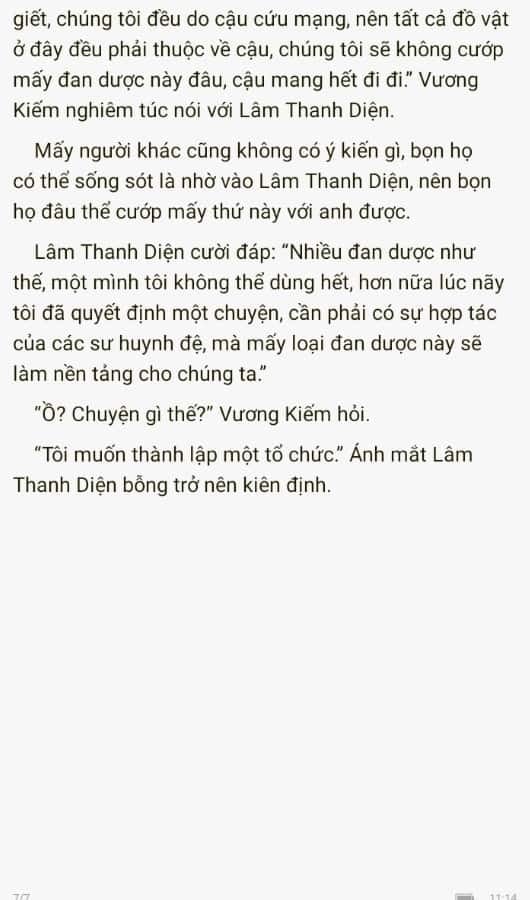 giết, chúng tôi đều do cậu cứu mạng, nên tất cả đồ vật
ở đây đều phải thuộc về cậu, chúng tôi sẽ không cướp
mấy đan dược này đâu, cậu mang hết đi đi.” Vương
Kiếm nghiêm túc nói với Lâm Thanh Diện.
Mấy người khác cũng không có ý kiến gì, bọn họ
có thể sống sót là nhờ vào Lâm Thanh Diện, nên bọn
họ đâu thể cướp mấy thứ này với anh được.
Lâm Thanh Diện cười đáp: “Nhiều đan dược như
thế, một mình tôi không thể dùng hết, hơn nữa lúc nãy
tôi đã quyết định một chuyện, cần phải có sự hợp tác
của các sư huynh đệ, mà mấy loại đan dược này sẽ
làm nền tảng cho chúng ta.”
“Ồ? Chuyện gì thế?” Vương Kiếm hỏi.
“Tôi muốn thành lập một tổ chức.” Ánh mắt Lâm
Thanh Diện bỗng trở nên kiên định.
7/7
11:14